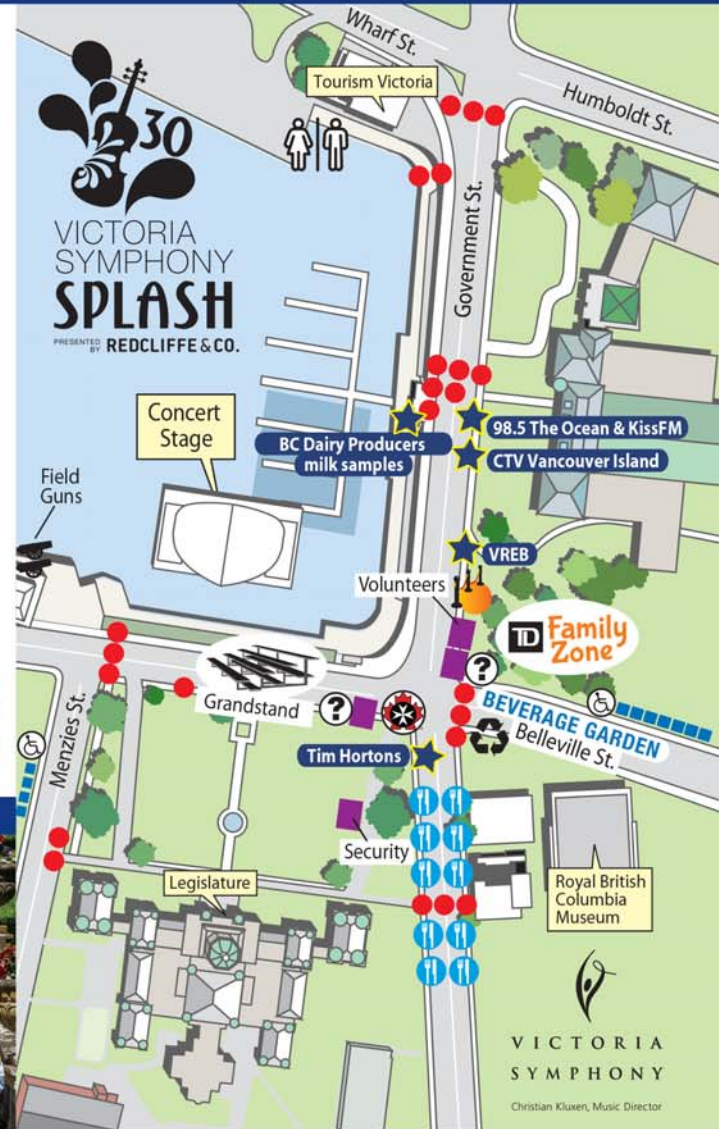 Wharf St.
Tourism Victoria
Humboldt St.
30
VICTORIA
SYMPHONY
SPLASH
PRESENTED BY REDCLIFFE & CO.
Government St.
Concert
Stage
BC Dairy Producers
milk samples
98.5 The Ocean & KissFM
CTV Vancouver Island
Field
Guns
VREB
Volunteers
TD Family
Zone
?
Grandstand
?
BEVERAGE GARDEN
Belleville St.
Menzies St.
Tim Hortons
Security
Legislature
Royal British
Columbia
Museum
VICTORIA
SYMPHONY
Christian Kluxen, Music Director